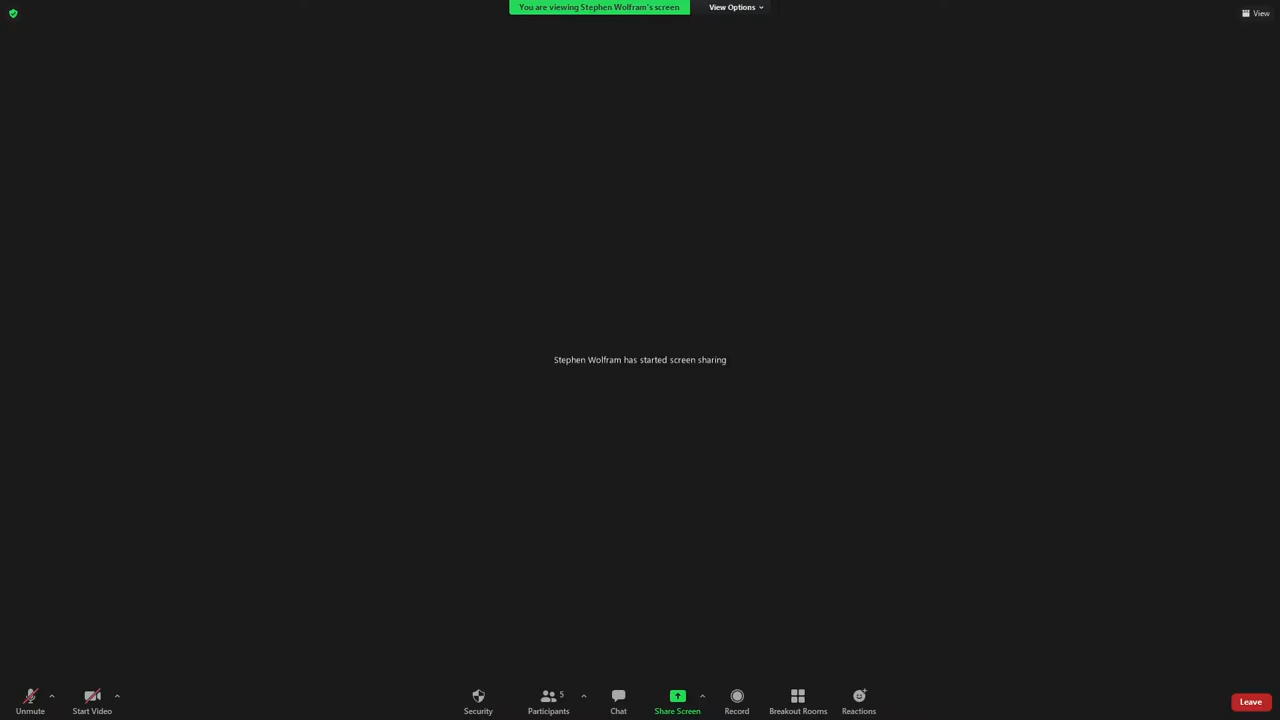 You are viewing Stephen Wolfram's screen
View Options
View
Stephen Wolfram has started screen sharing
Unmute
Start Video
Security
Participants 5
Chat
Share Screen
Record
Breakout Rooms
Reactions
Leave